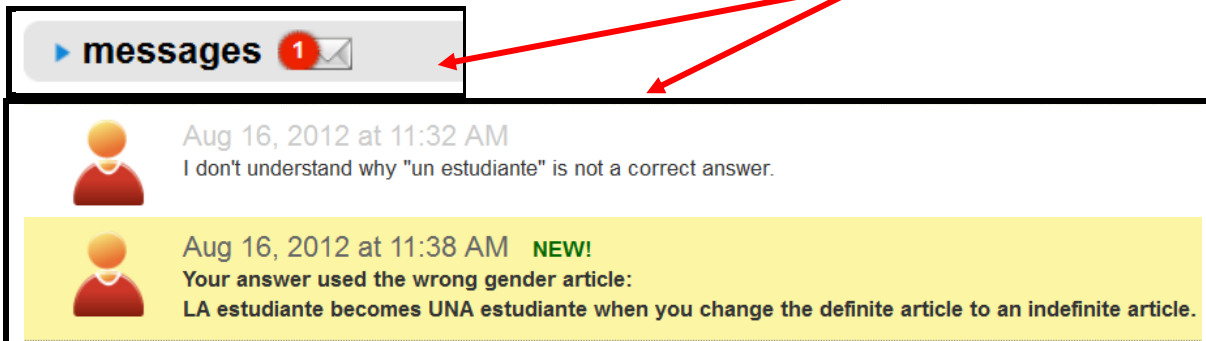 messages 1
Aug 16, 2012 at 11:32 AM
I don't understand why "un estudiante" is not a correct answer.
Aug 16, 2012 at 11:38 AM NEW!
Your answer used the wrong gender article:
LA estudiante becomes UNA estudiante when you change the definite article to an indefinite article.